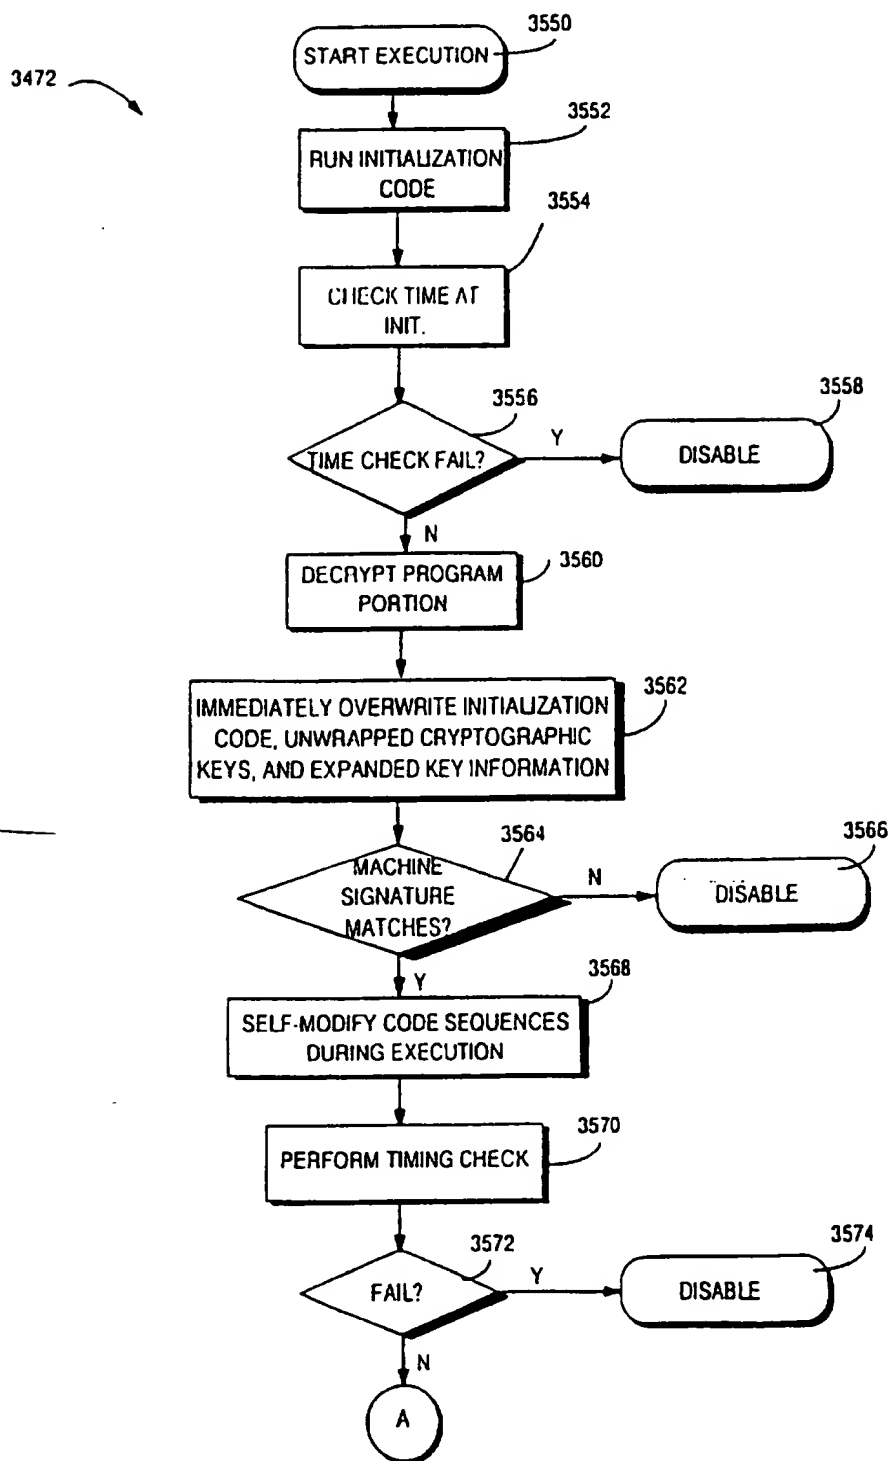 3550
START EXECUTION
3472
3552
RUN INITIALIZATION
CODE
3554
CHECK TIME AT
INIT.
3556
3558
TIME CHECK FAIL?
Y
DISABLE
N
3560
DECRYPT PROGRAM
PORTION
3562
IMMEDIATELY OVERWRITE INITIALIZATION
CODE, UNWRAPPED CRYPTOGRAPHIC
KEYS, AND EXPANDED KEY INFORMATION
3564
3566
MACHINE
SIGNATURE
MATCHES?
N
DISABLE
Y
3568
SELF-MODIFY CODE SEQUENCES
DURING EXECUTION
3570
PERFORM TIMING CHECK
3572
3574
FAIL?
Y
DISABLE
N
A